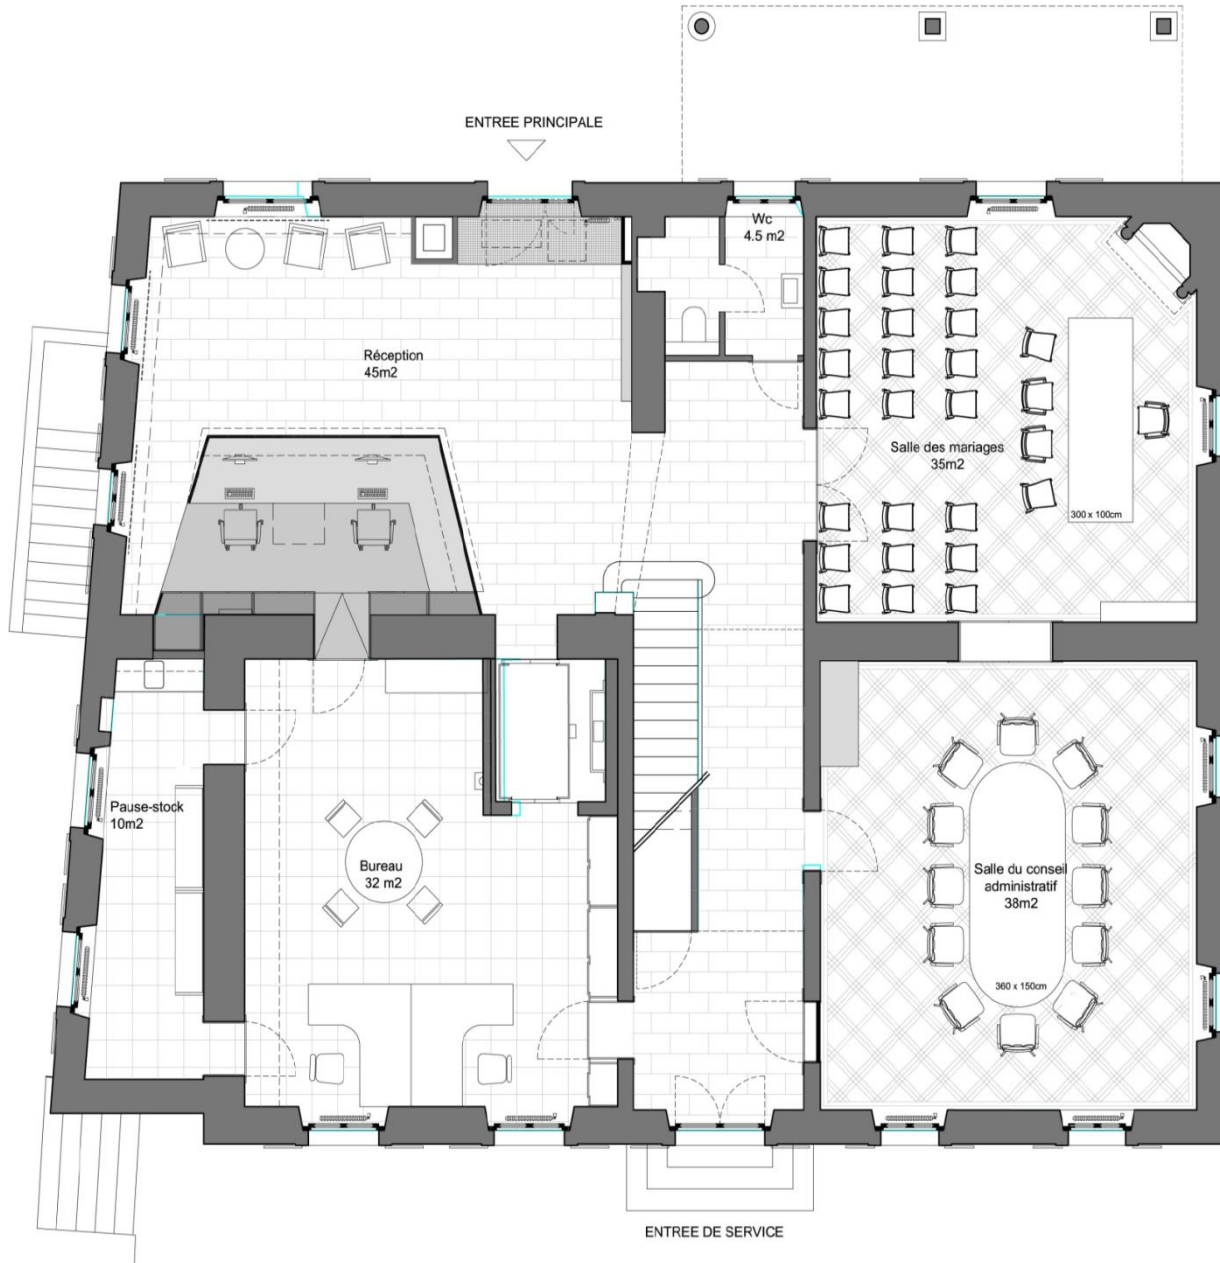 ENTREE PRINCIPALE
Wc
4.5 m2
Réception
45m2
Salle des mariages
35m2
300 x 100cm
Pause-stock
10m2
Bureau
32 m2
Salle du conseil
administratif
38m2
360 x 150cm
ENTREE DE SERVICE